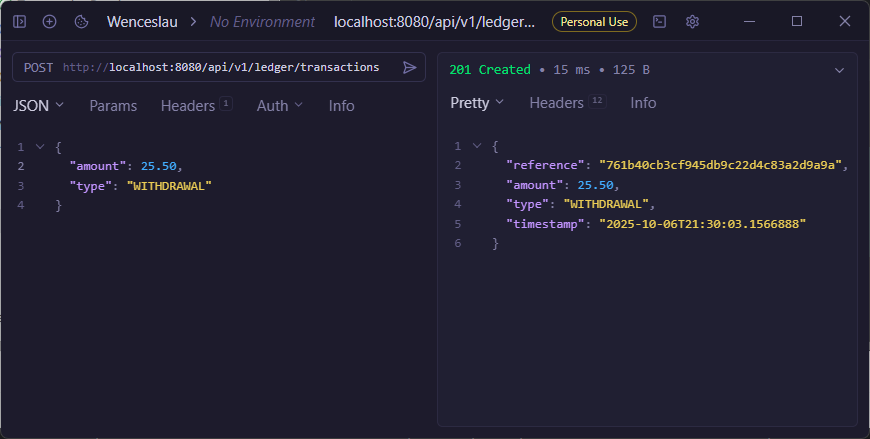 Wenceslau > No Environment localhost:8080/api/v1/ledger... Personal Use
POST http://localhost:8080/api/v1/ledger/transactions
JSON Params Headers 1 Auth Info
1 {
2 "amount": 25.50,
3 "type": "WITHDRAWAL"
4 }
201 Created • 15 ms • 125 B
Pretty Headers 12 Info
1 {
2 "reference": "761b40cb3cf945db9c22d4c83a2d9a9a",
3 "amount": 25.50,
4 "type": "WITHDRAWAL",
5 "timestamp": "2025-10-06T21:30:03.1566888"
6 }